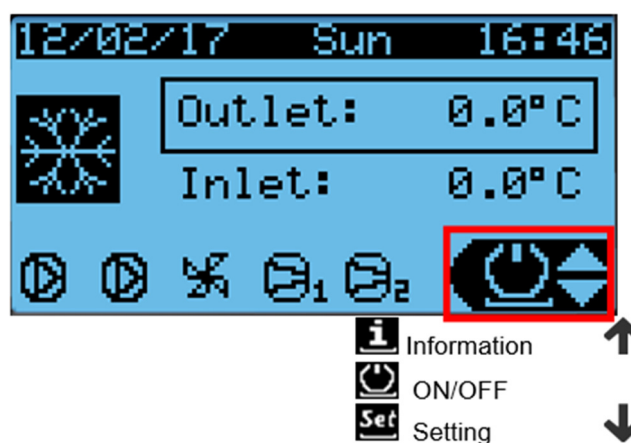 12/02/17 Sun 16:46
Outlet: 0.0°C
Inlet: 0.0°C
1 2
i Information
ON/OFF
Set Setting